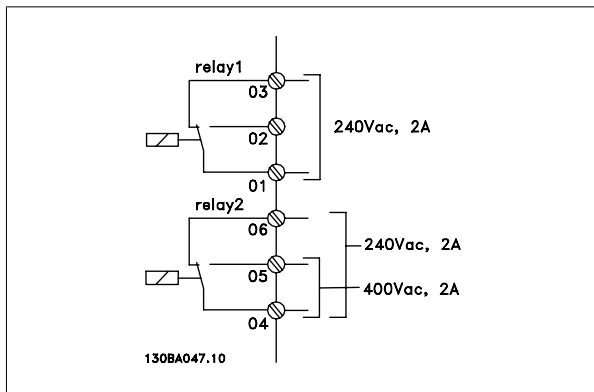 relay1
03
02
240Vac, 2A
01
relay2
06
240Vac, 2A
05
400Vac, 2A
04
130BA047.10